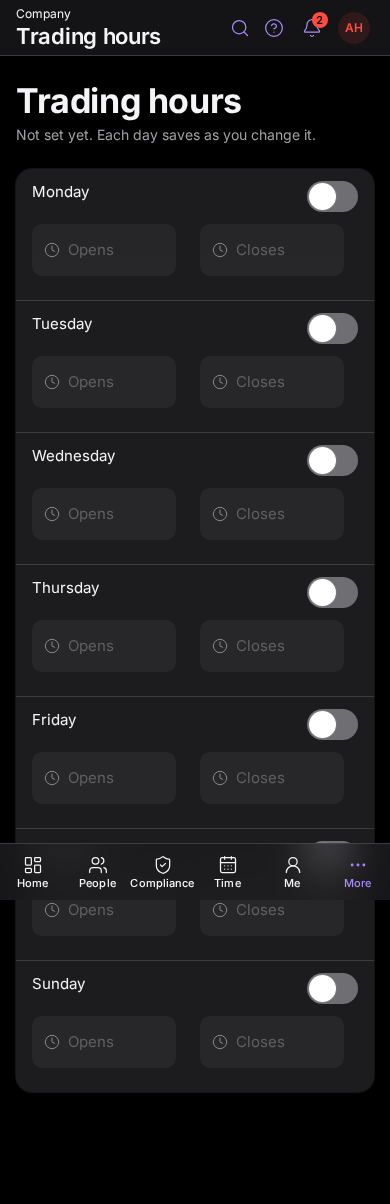 Company
Trading hours
2
AH
Trading hours
Not set yet. Each day saves as you change it.
Monday
Opens Closes
Tuesday
Opens Closes
Wednesday
Opens Closes
Thursday
Opens Closes
Friday
Opens Closes
Home People Compliance Time Me More
Opens Closes
Sunday
Opens Closes